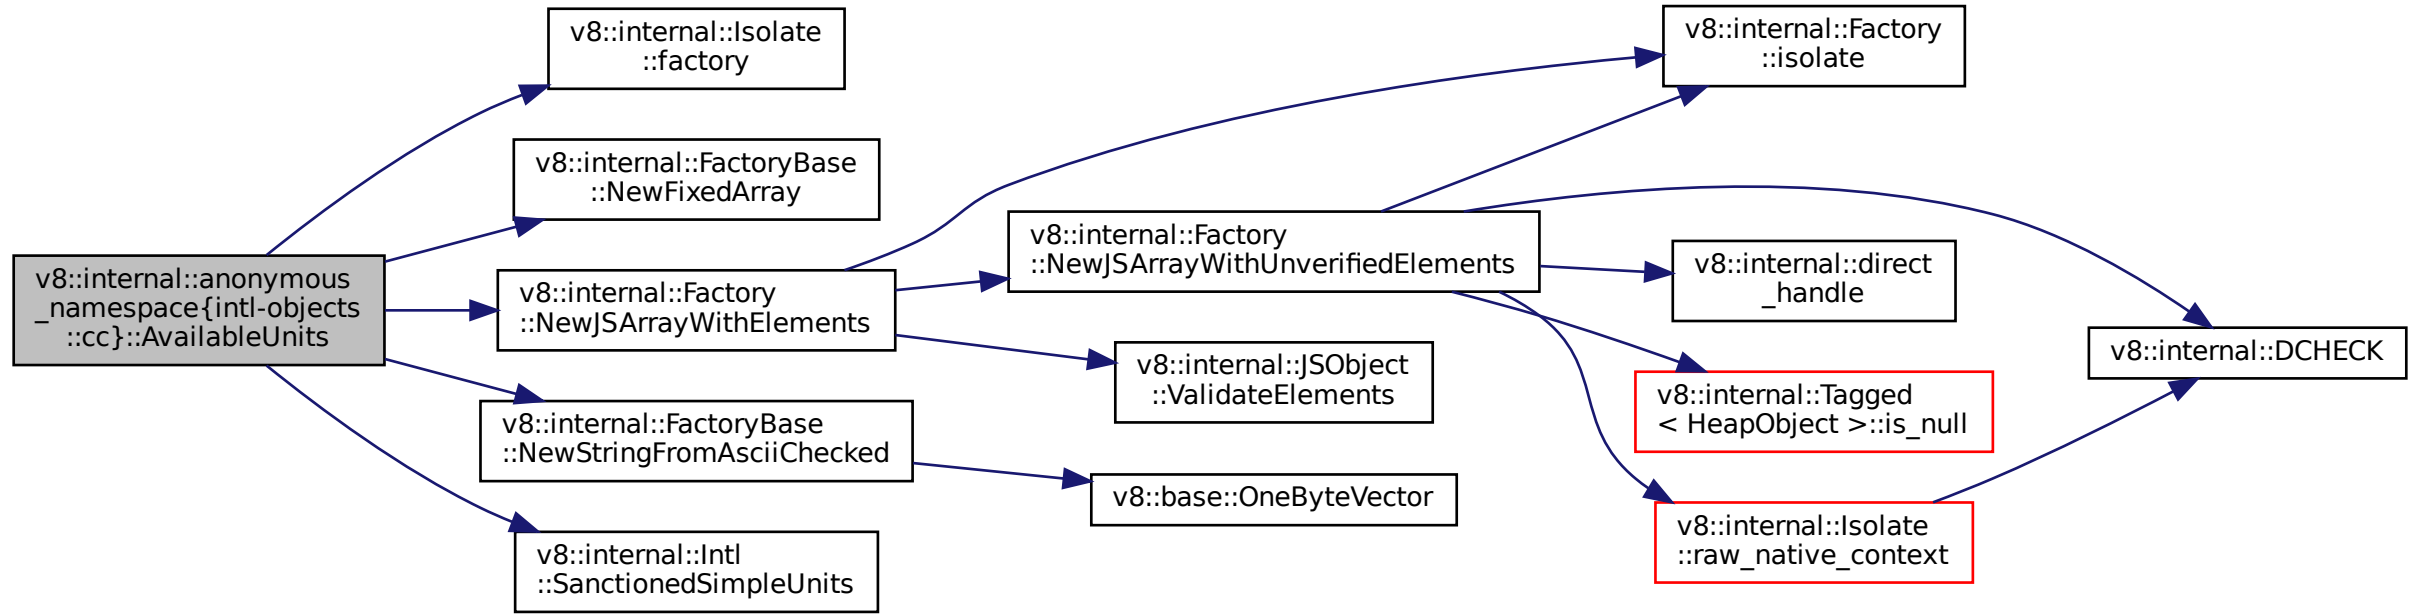 v8::internal::anonymous
_namespace{intl-objects
::cc}::AvailableUnits
v8::internal::Isolate
::factory
v8::internal::FactoryBase
::NewFixedArray
v8::internal::Factory
::NewJSArrayWithElements
v8::internal::FactoryBase
::NewStringFromAsciiChecked
v8::internal::Intl
::SanctionedSimpleUnits
v8::internal::Factory
::NewJSArrayWithUnverifiedElements
v8::internal::JSObject
::ValidateElements
v8::base::OneByteVector
v8::internal::Factory
::isolate
v8::internal::direct
_handle
v8::internal::Tagged
< HeapObject >::is_null
v8::internal::Isolate
::raw_native_context
v8::internal::DCHECK